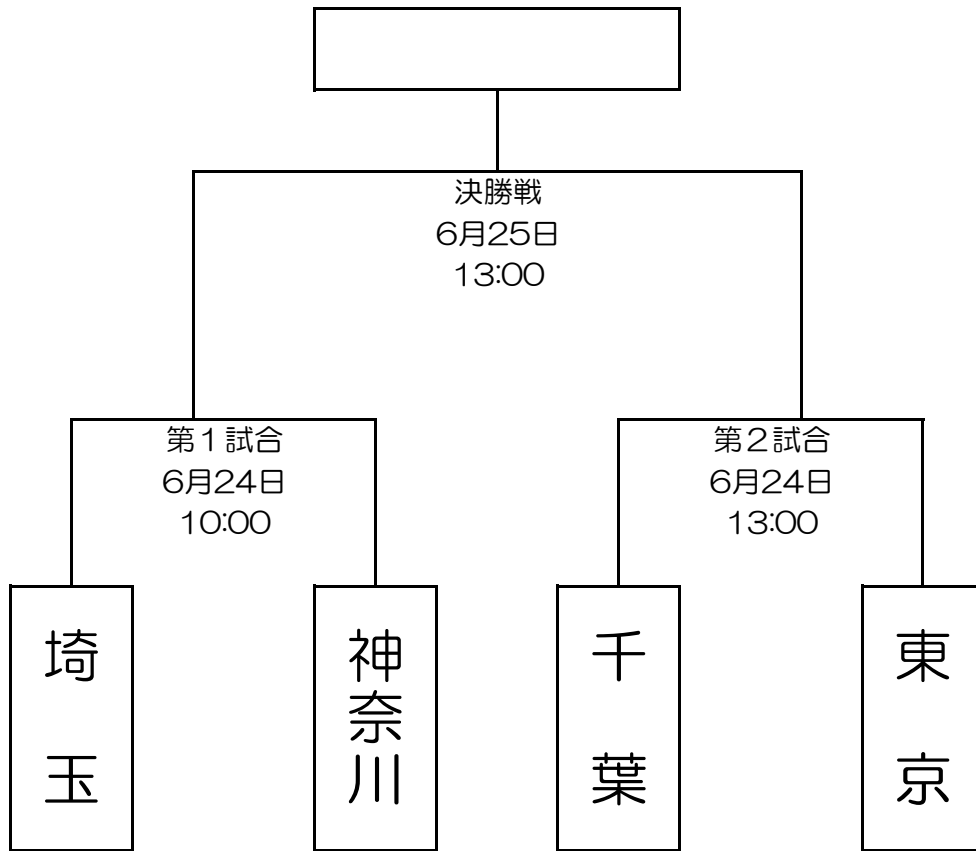 決勝戦
6月25日
13:00
第1試合
6月24日
10:00
第2試合
6月24日
13:00
埼玉
神奈川
千葉
東京